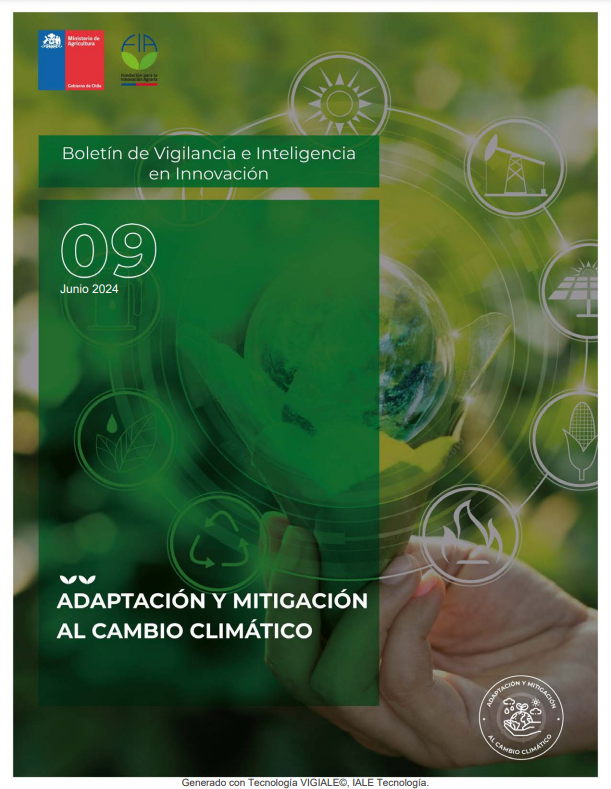 Ministerio de
Agricultura
Gobierno de Chile
FIA
Fundación para la
Innovación Agraria
Boletín de Vigilancia e Inteligencia
en Innovación
09
Junio 2024
ADAPTACIÓN Y MITIGACIÓN
AL CAMBIO CLIMÁTICO
ADAPTACIÓN Y MITIGACIÓN
AL CAMBIO CLIMÁTICO
Generado con Tecnología VIGIALE©, IALE Tecnología.